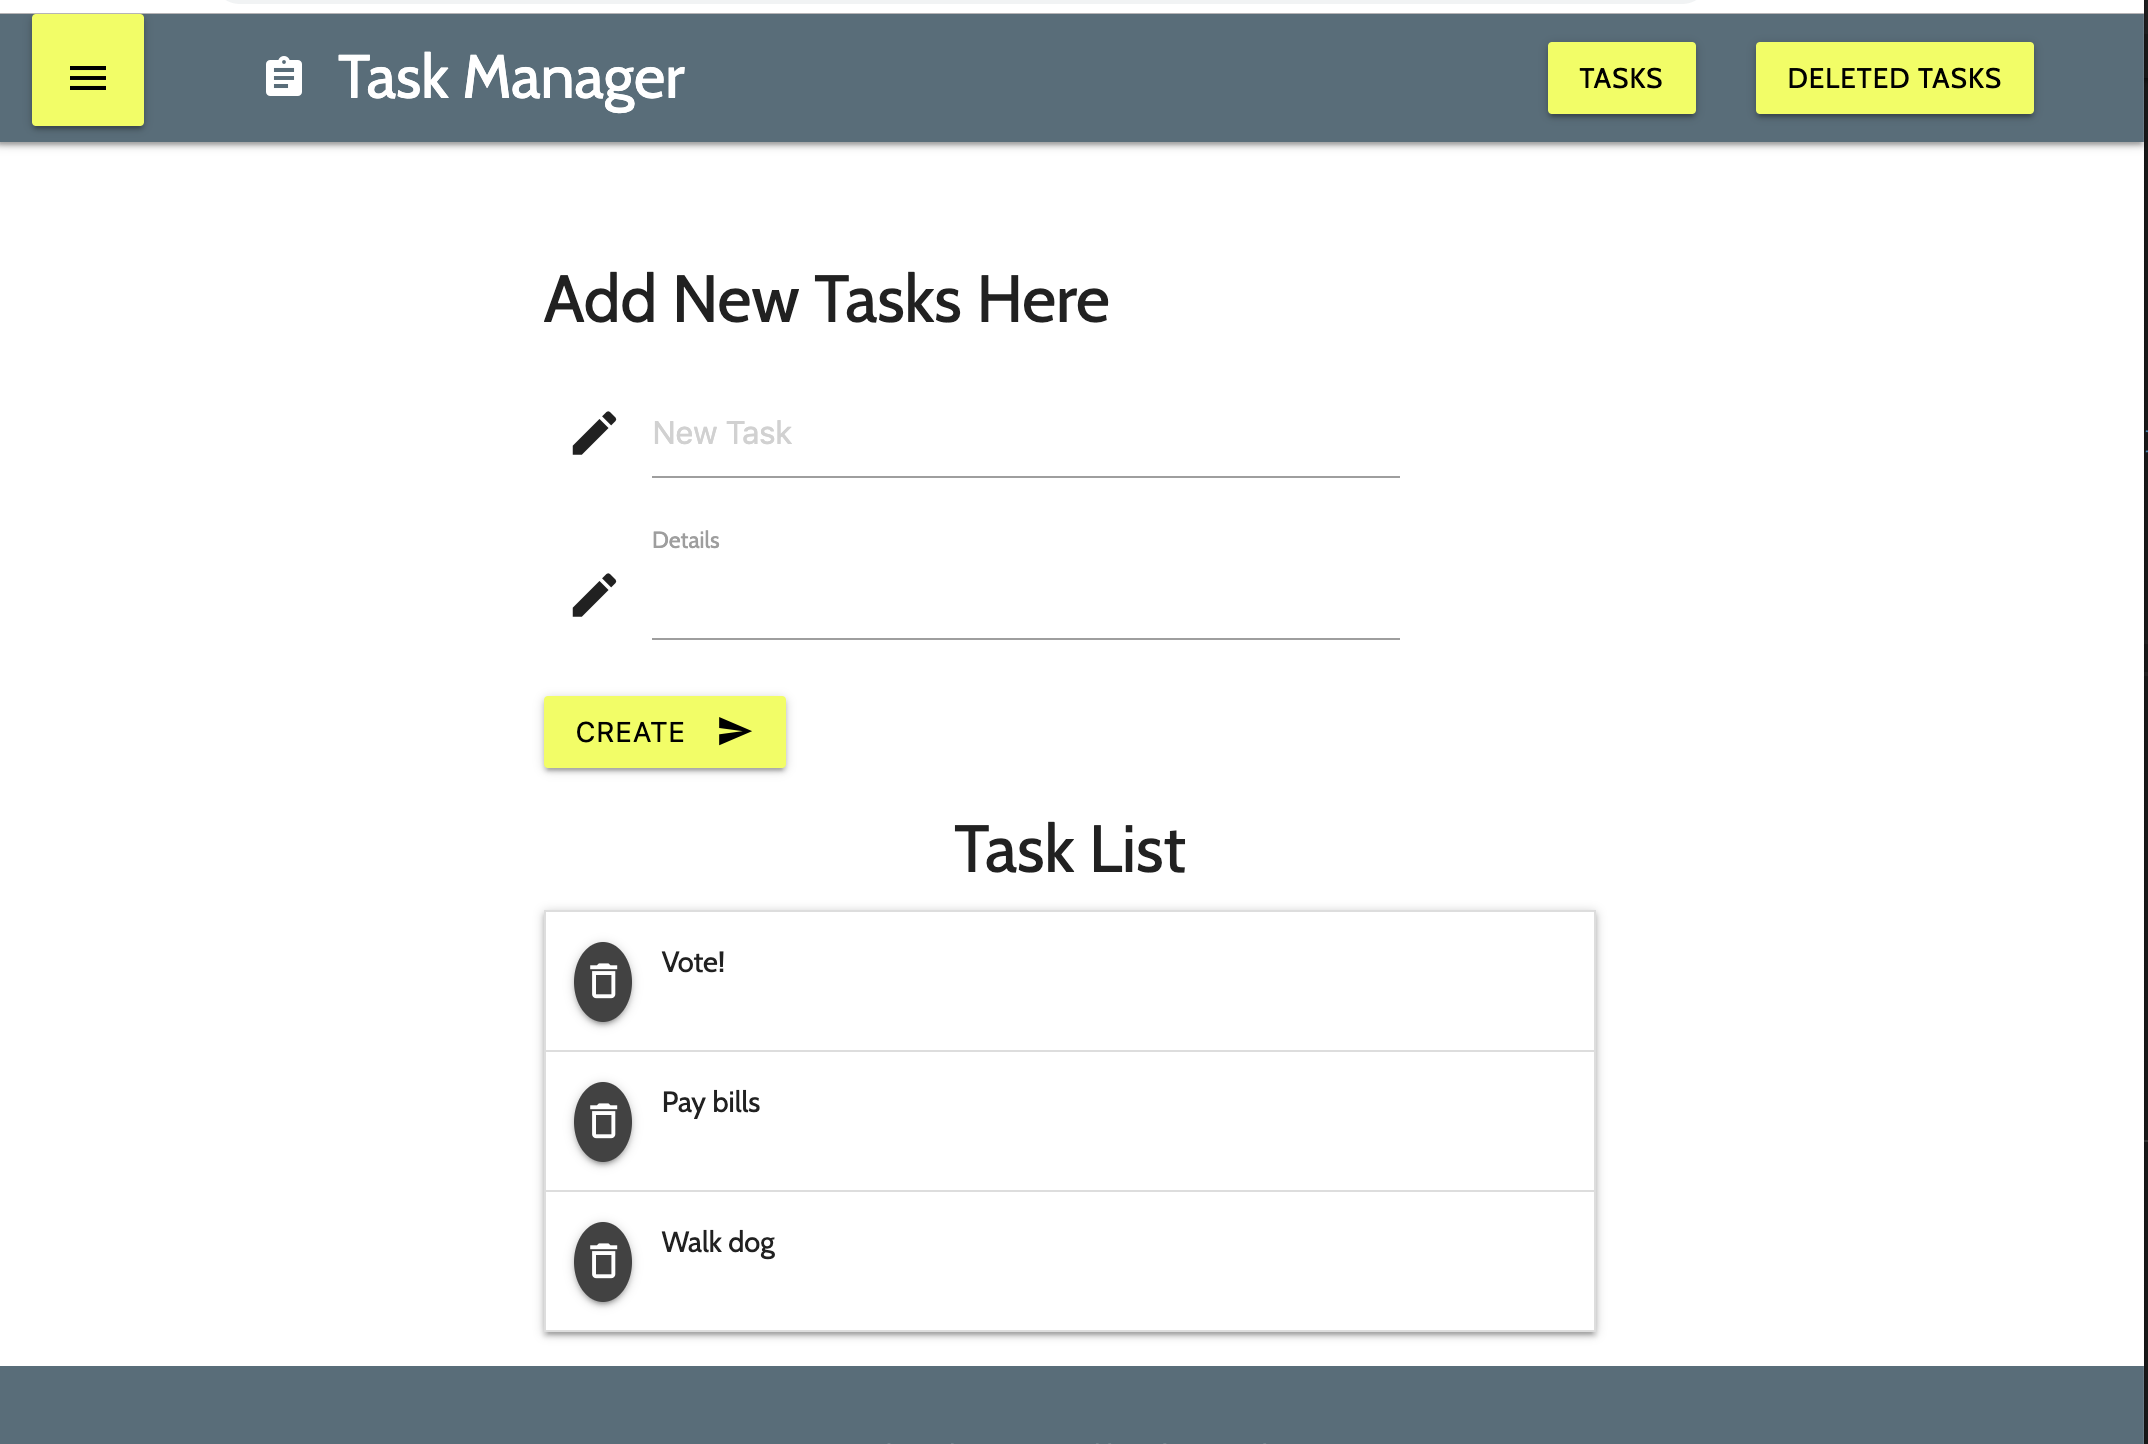 Task Manager
TASKS
DELETED TASKS
Add New Tasks Here
New Task
Details
CREATE
Task List
Vote!
Pay bills
Walk dog